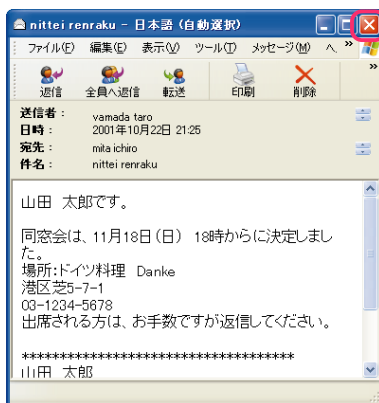 nittei renraku - 日本語 (自動選択)
ファイル(F) 編集(E) 表示(V) ツール(T) メッセージ(M) ヘ »
返信 全員へ返信 転送 印刷 削除 »
送信者： vamada taro
日時： 2001年10月22日 21:25
宛先： mita ichiro
件名： nittei renraku
山田 太郎です。
同窓会は、11月18日(日) 18時からに決定しまし
た。
場所:ドイツ料理 Danke
港区芝5-7-1
03-1234-5678
出席される方は、お手数ですが返信してください。
************************************
山田 太郎